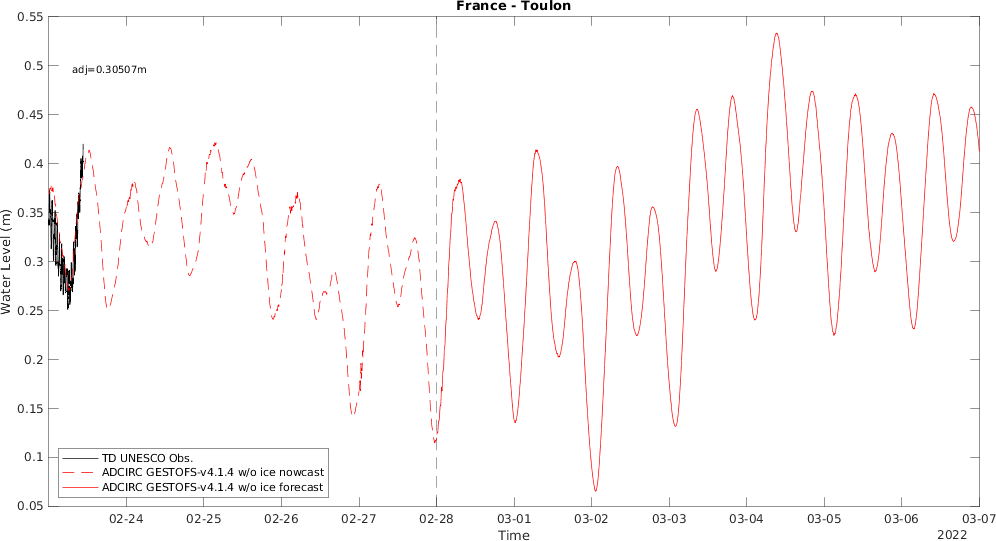 France - Toulon
adj=0.30507m
Water Level (m)
0.55
0.5
0.45
0.4
0.35
0.3
0.25
0.2
0.15
0.1
0.05
TD UNESCO Obs.
ADCIRC GESTOFS-v4.1.4 w/o ice nowcast
ADCIRC GESTOFS-v4.1.4 w/o ice forecast
02-24 02-25 02-26 02-27 02-28 03-01 03-02 03-03 03-04 03-05 03-06 03-07
Time
2022